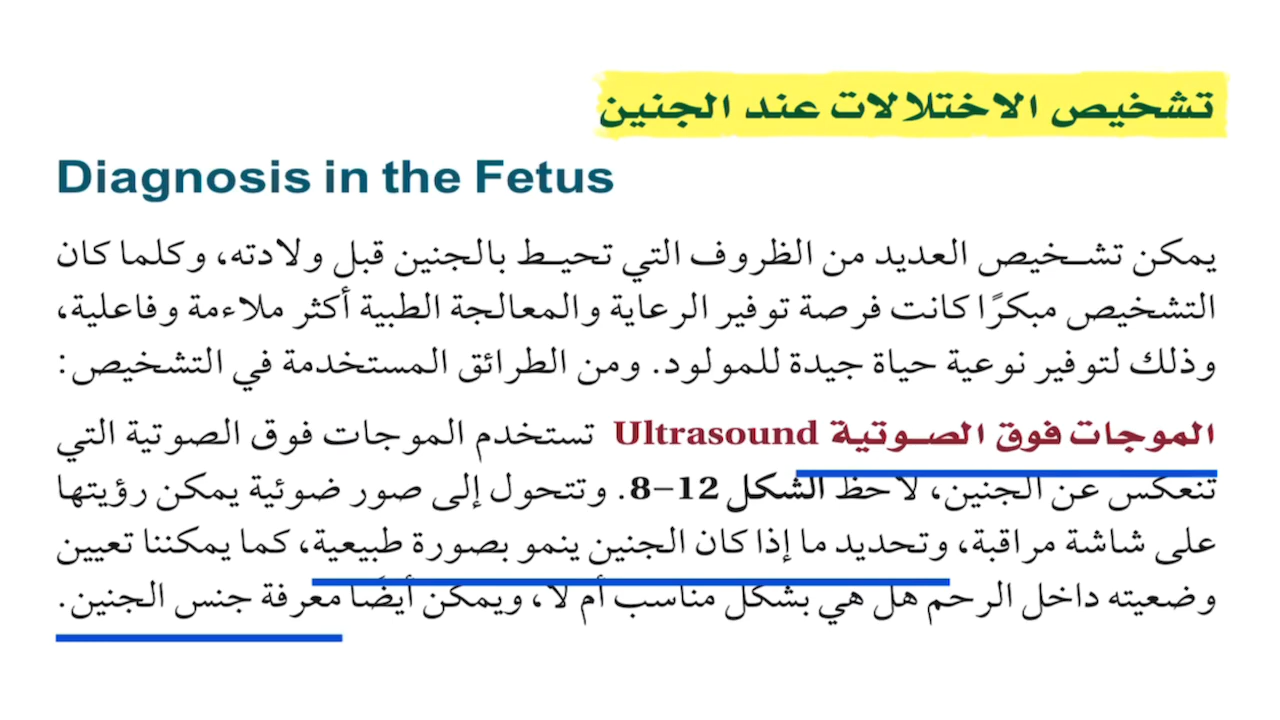 تشخيص الاختلالات عند الجنين
Diagnosis in the Fetus
يمكن تشخيص العديد من الظروف التي تحيط بالجنين قبل ولادته، وكلما كان
التشخيص مبكرًا كانت فرصة توفير الرعاية والمعالجة الطبية أكثر ملاءمة وفاعلية،
وذلك لتوفير نوعية حياة جيدة للمولود. ومن الطرائق المستخدمة في التشخيص:
الموجات فوق الصوتية Ultrasound تستخدم الموجات فوق الصوتية التي
تنعكس عن الجنين، لاحظ الشكل 12–8. وتتحول إلى صور ضوئية يمكن رؤيتها
على شاشة مراقبة، وتحديد ما إذا كان الجنين ينمو بصورة طبيعية، كما يمكننا تعيين
وضعيته داخل الرحم هل هي بشكل مناسب أم لا، ويمكن أيضًا معرفة جنس الجنين.